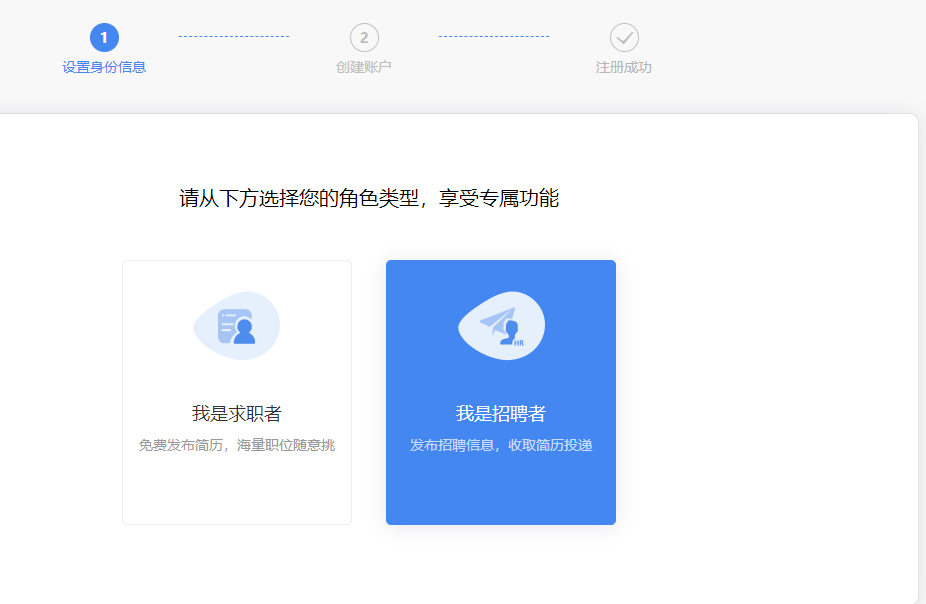 1
2
设置身份信息
创建账户
注册成功
请从下方选择您的角色类型，享受专属功能
HR
我是求职者
我是招聘者
免费发布简历，海量职位随意挑
发布招聘信息，收取简历投递